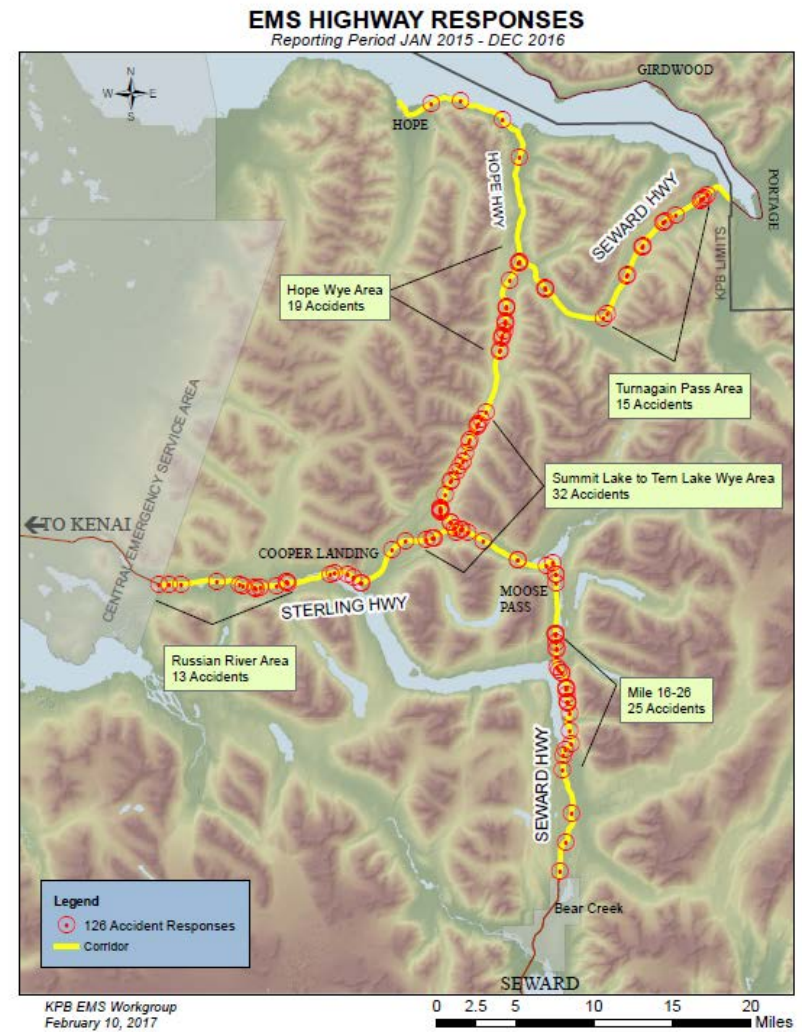 EMS HIGHWAY RESPONSES
Reporting Period JAN 2015 - DEC 2016
N
W E
S
GIRDWOOD
HOPE
HOPE HWY
SEWARD HWY
PORTAGE
KPB LIMITS
Hope Wye Area
19 Accidents
Turnagain Pass Area
15 Accidents
CENTRAL EMERGENCY SERVICE AREA
Summit Lake to Tern Lake Wye Area
32 Accidents
TO KENAI
COOPER LANDING
STERLING HWY
MOOSE
PASS
Russian River Area
13 Accidents
Mile 16-26
25 Accidents
SEWARD HWY
Legend
126 Accident Responses
Corridor
Bear Creek
SEWARD
KPB EMS Workgroup
February 10, 2017
0 2.5 5 10 15 20
Miles